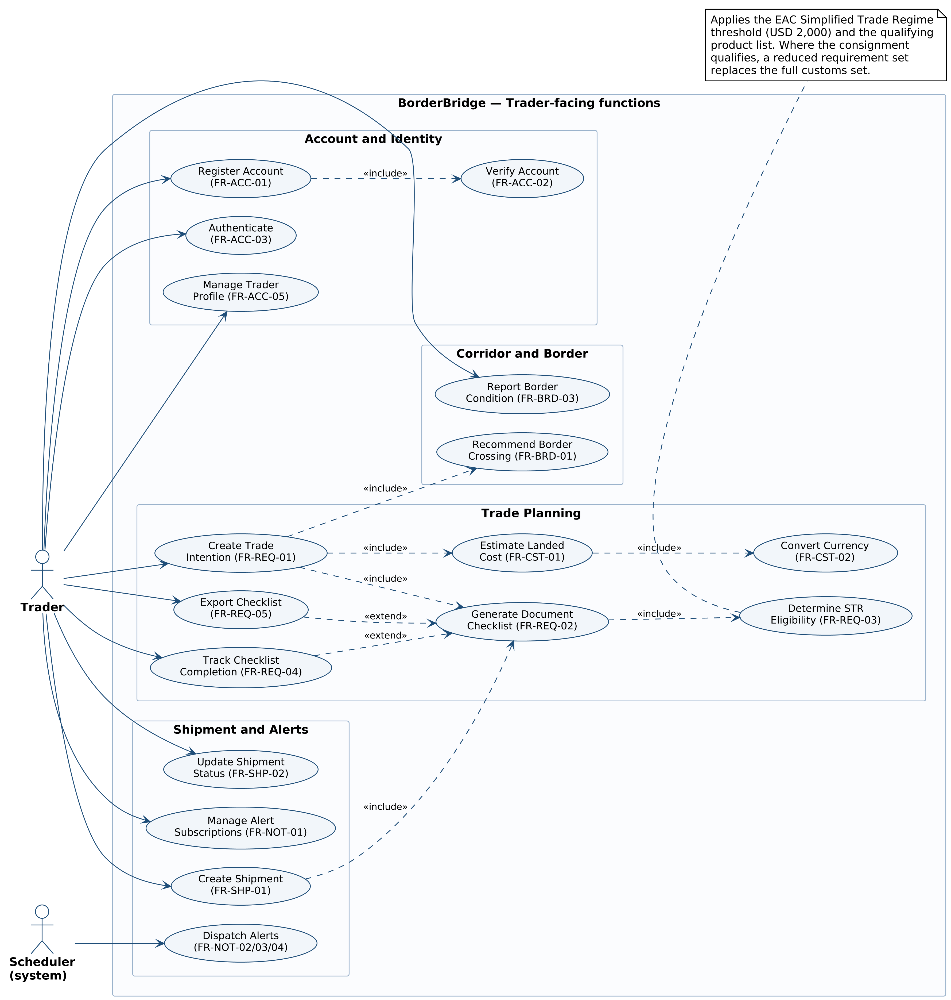 Applies the EAC Simplified Trade Regime
threshold (USD 2,000) and the qualifying
product list. Where the consignment
qualifies, a reduced requirement set
replaces the full customs set.
BorderBridge — Trader-facing functions
Account and Identity
Register Account
(FR-ACC-01)
«include»
Verify Account
(FR-ACC-02)
Authenticate
(FR-ACC-03)
Manage Trader
Profile (FR-ACC-05)
Corridor and Border
Report Border
Condition (FR-BRD-03)
Recommend Border
Crossing (FR-BRD-01)
«include»
Trade Planning
Create Trade
Intention (FR-REQ-01)
«include»
Estimate Landed
Cost (FR-CST-01)
«include»
Convert Currency
(FR-CST-02)
«include»
Export Checklist
(FR-REQ-05)
«extend»
Generate Document
Checklist (FR-REQ-02)
«include»
Determine STR
Eligibility (FR-REQ-03)
«extend»
Track Checklist
Completion (FR-REQ-04)
Trader
Shipment and Alerts
Update Shipment
Status (FR-SHP-02)
«include»
Manage Alert
Subscriptions (FR-NOT-01)
Create Shipment
(FR-SHP-01)
Dispatch Alerts
(FR-NOT-02/03/04)
Scheduler
(system)